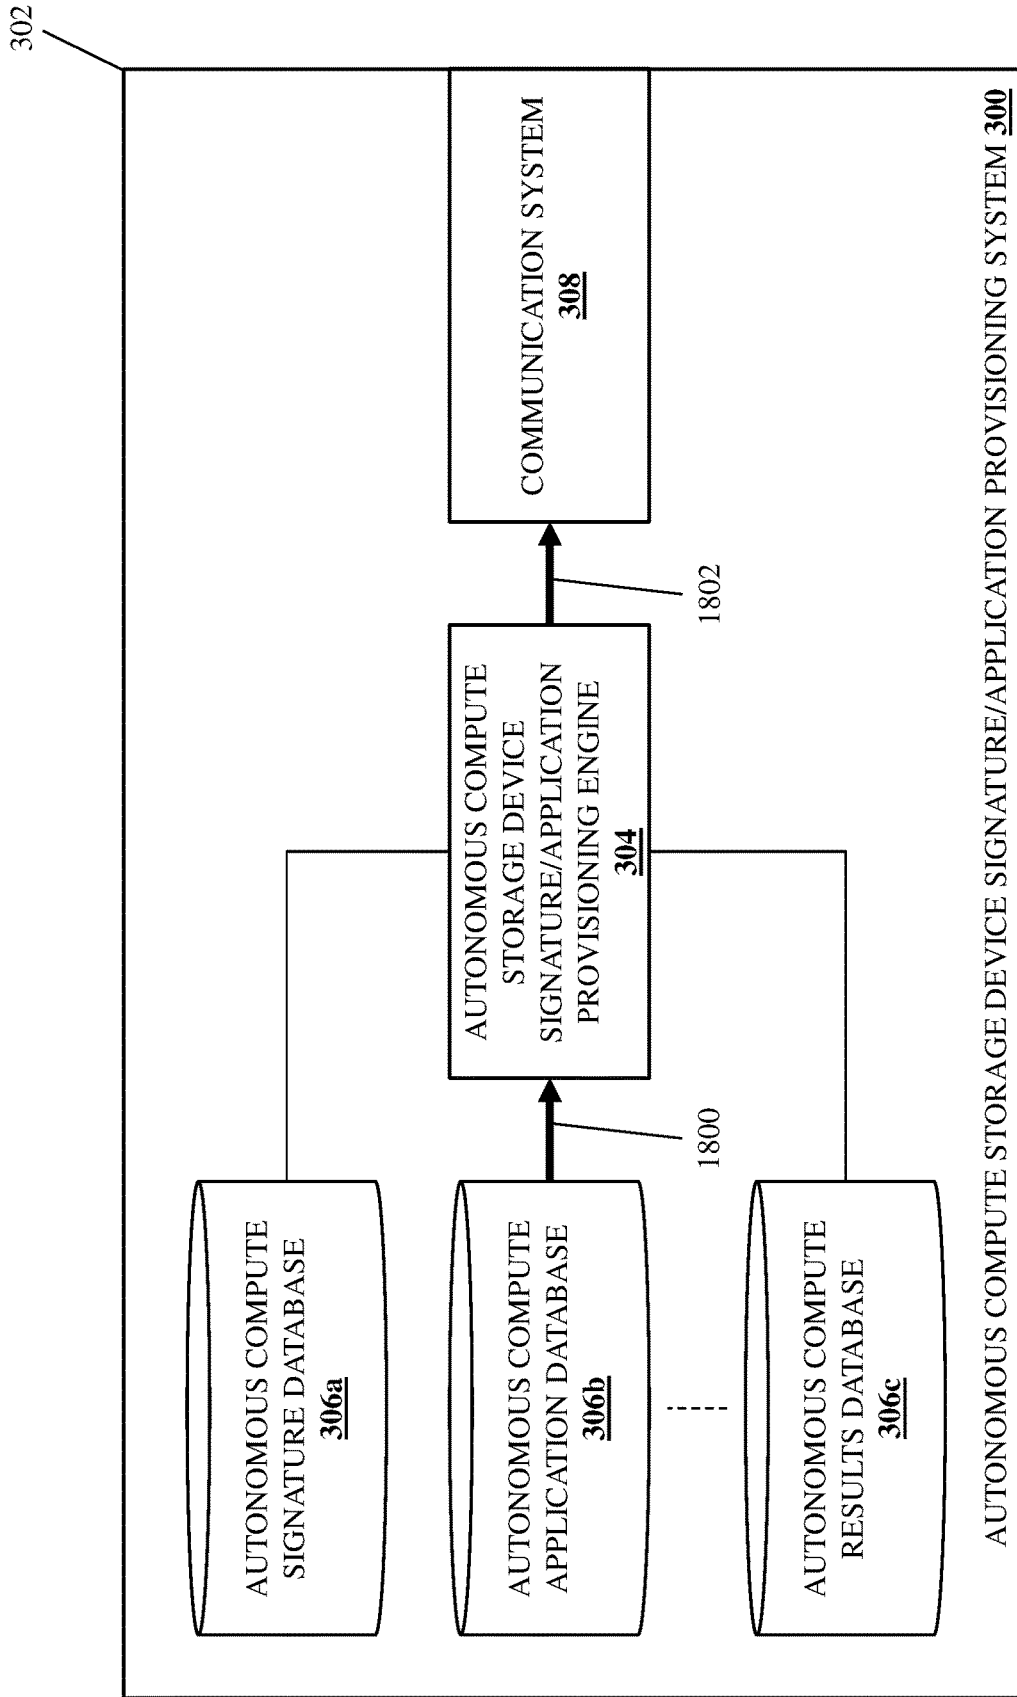 302
AUTONOMOUS COMPUTE
SIGNATURE DATABASE
306a
AUTONOMOUS COMPUTE
APPLICATION DATABASE
306b
AUTONOMOUS COMPUTE
RESULTS DATABASE
306c
1800
AUTONOMOUS COMPUTE
STORAGE DEVICE
SIGNATURE/APPLICATION
PROVISIONING ENGINE
304
1802
COMMUNICATION SYSTEM
308
AUTONOMOUS COMPUTE STORAGE DEVICE SIGNATURE/APPLICATION PROVISIONING SYSTEM 300